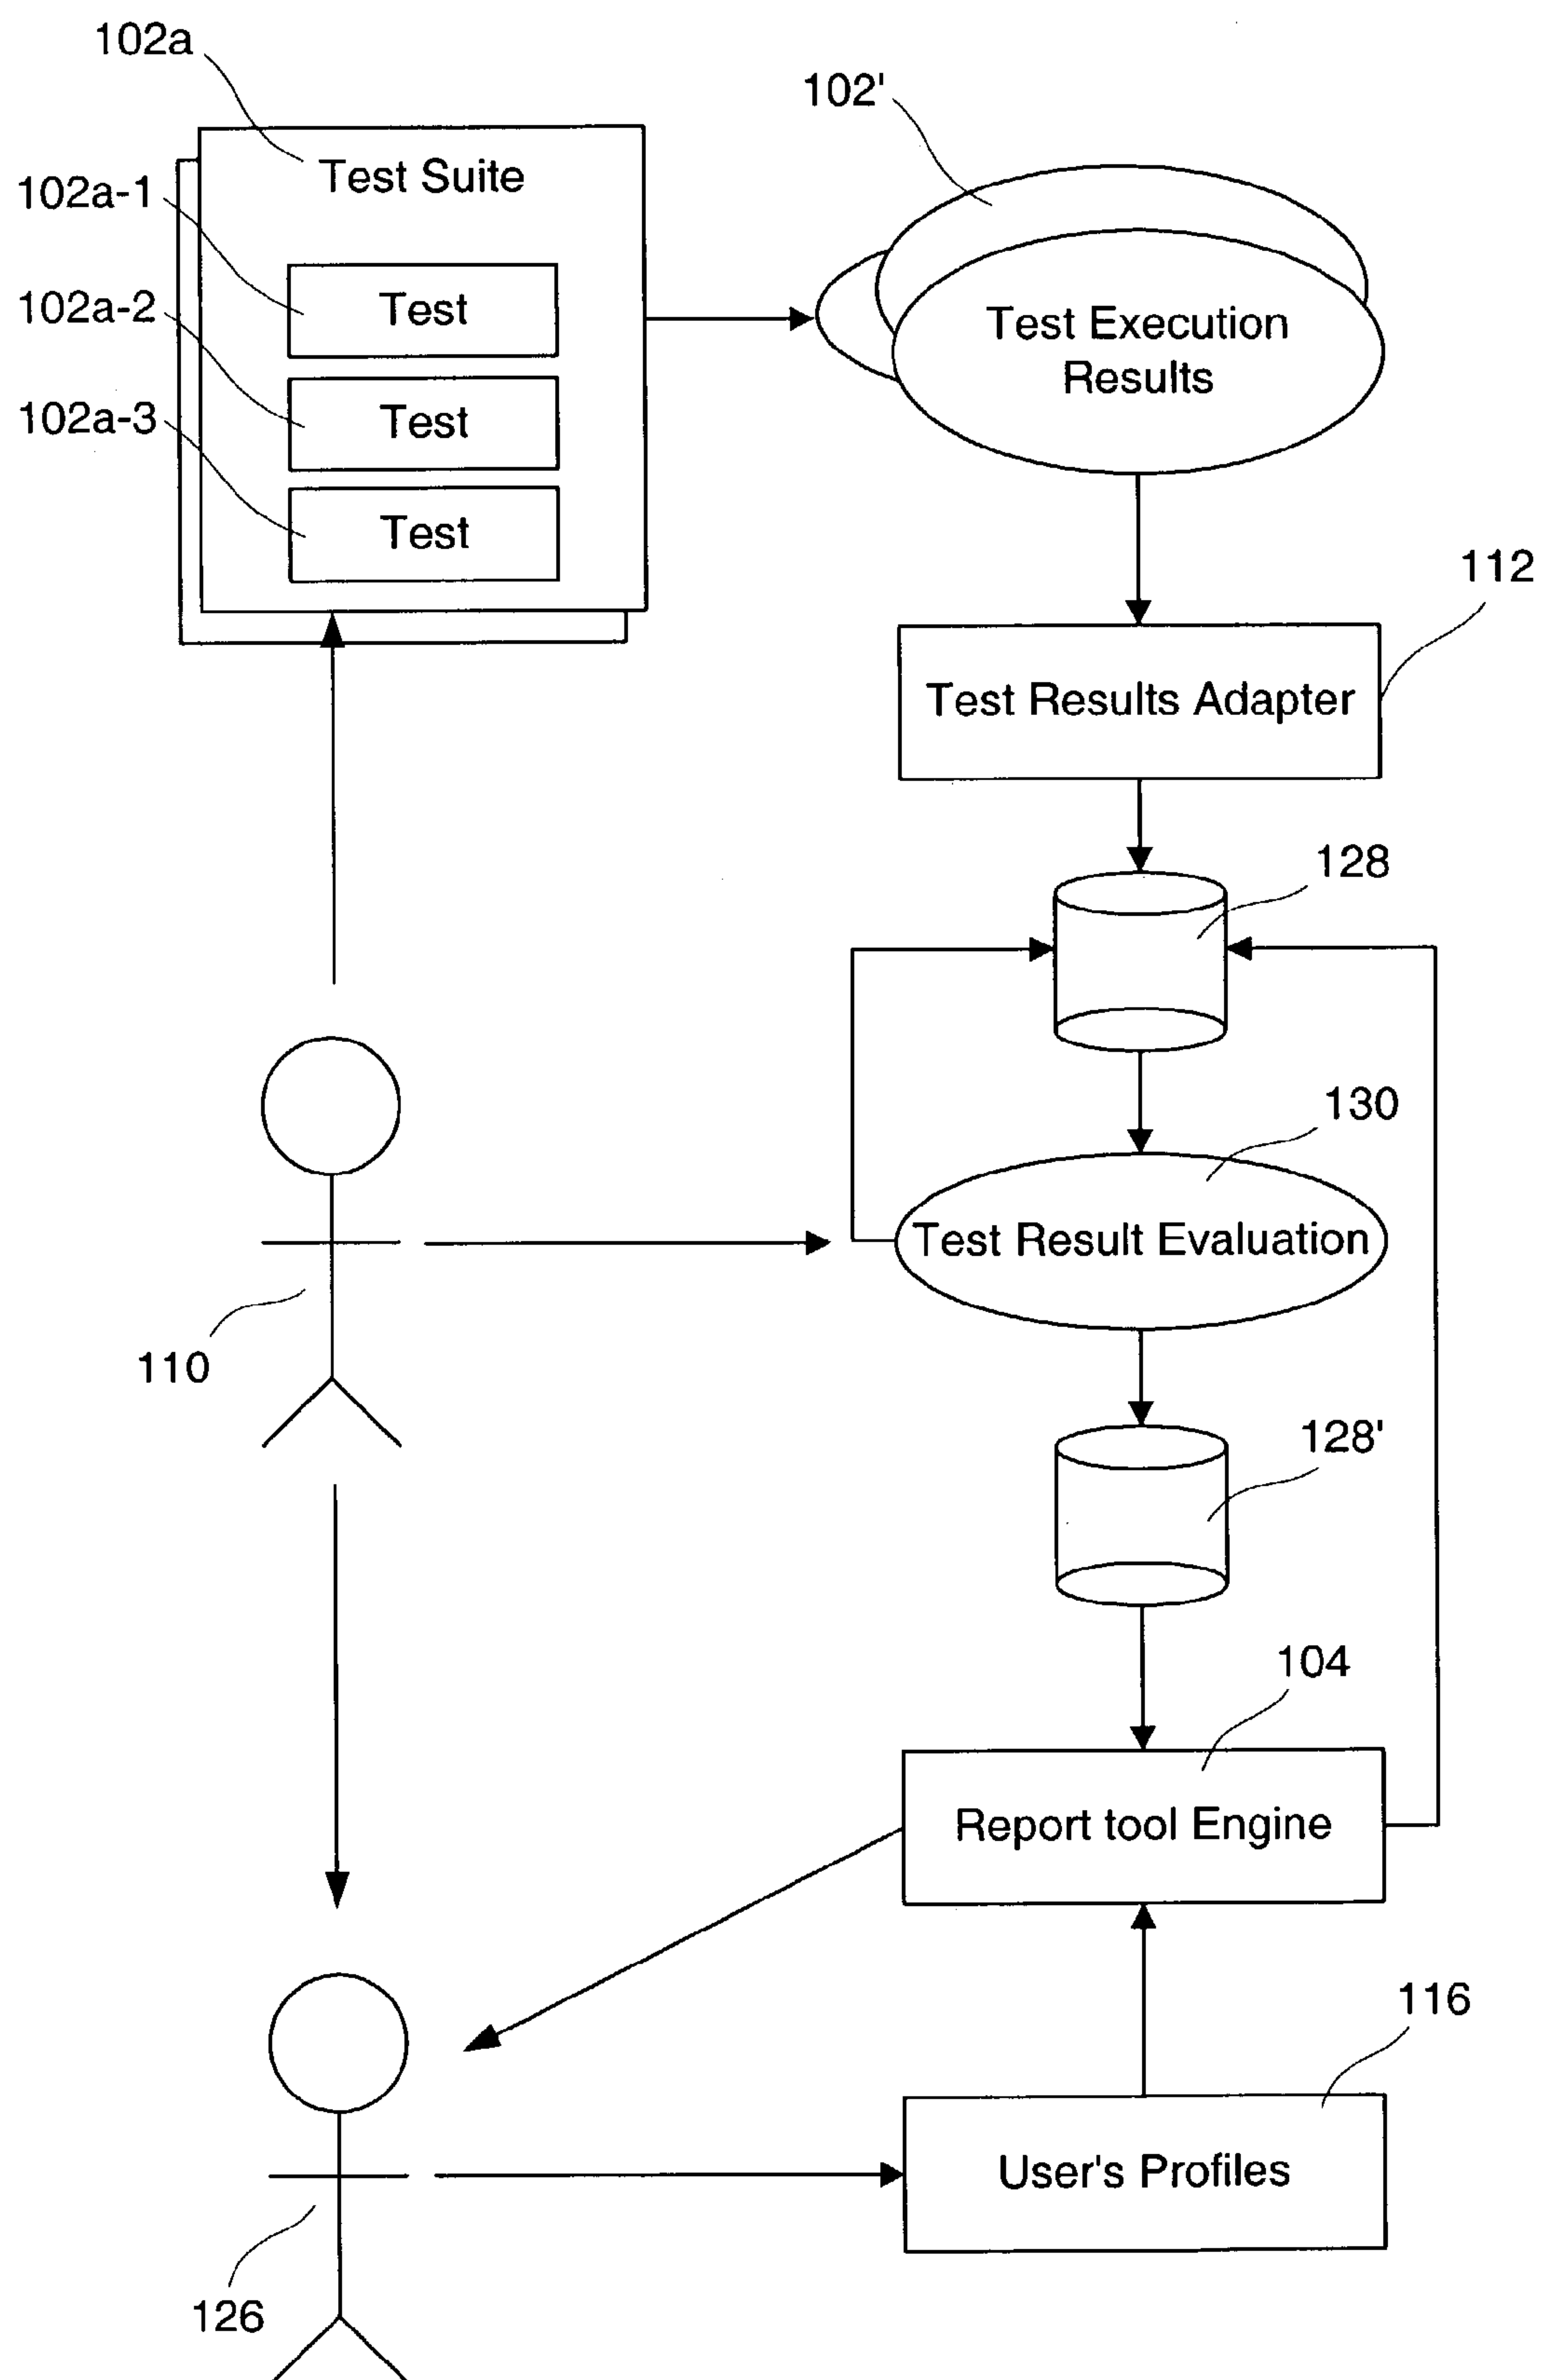 102a
102'
Test Suite
102a-1
Test
102a-2
Test
102a-3
Test
Test Execution
Results
112
Test Results Adapter
128
130
Test Result Evaluation
110
128'
104
Report tool Engine
116
User's Profiles
126